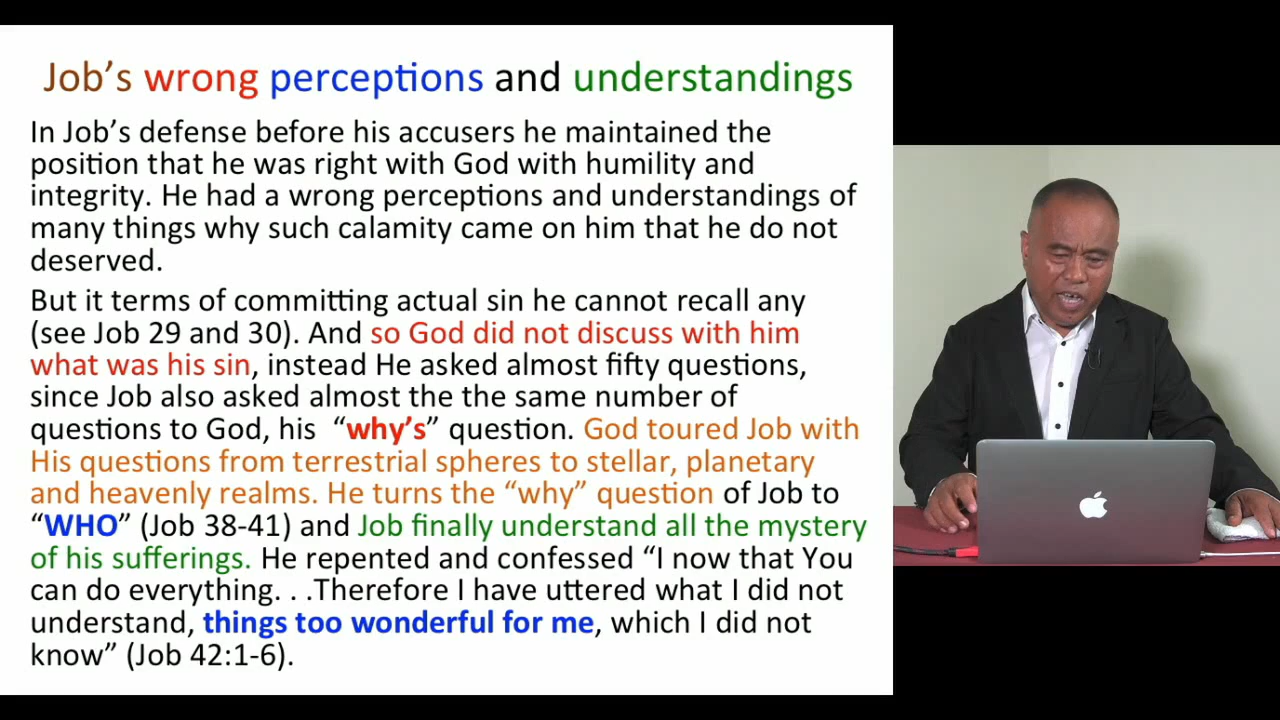 Job's wrong perceptions and understandings
In Job's defense before his accusers he maintained the
position that he was right with God with humility and
integrity. He had a wrong perceptions and understandings of
many things why such calamity came on him that he do not
deserved.
But it terms of committing actual sin he cannot recall any
(see Job 29 and 30). And so God did not discuss with him
what was his sin, instead He asked almost fifty questions,
since Job also asked almost the the same number of
questions to God, his “why's” question. God toured Job with
His questions from terrestrial spheres to stellar, planetary
and heavenly realms. He turns the “why” question of Job to
“WHO” (Job 38-41) and Job finally understand all the mystery
of his sufferings. He repented and confessed “I now that You
can do everything. . .Therefore I have uttered what I did not
understand, things too wonderful for me, which I did not
know” (Job 42:1-6).